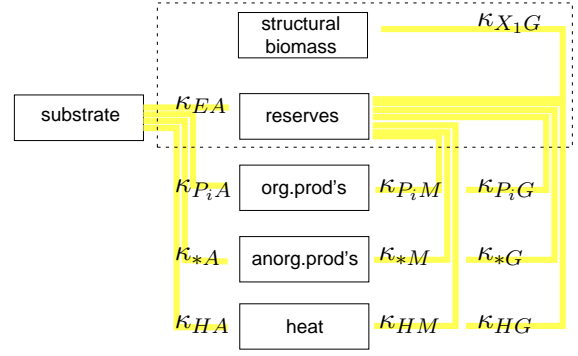 structural
biomass
κ_{X_1G}
substrate
κ_{EA}
reserves
κ_{P_iA}
org.prod's
κ_{P_iM}
κ_{P_iG}
κ_{*A}
anorg.prod's
κ_{*M}
κ_{*G}
κ_{HA}
heat
κ_{HM}
κ_{HG}